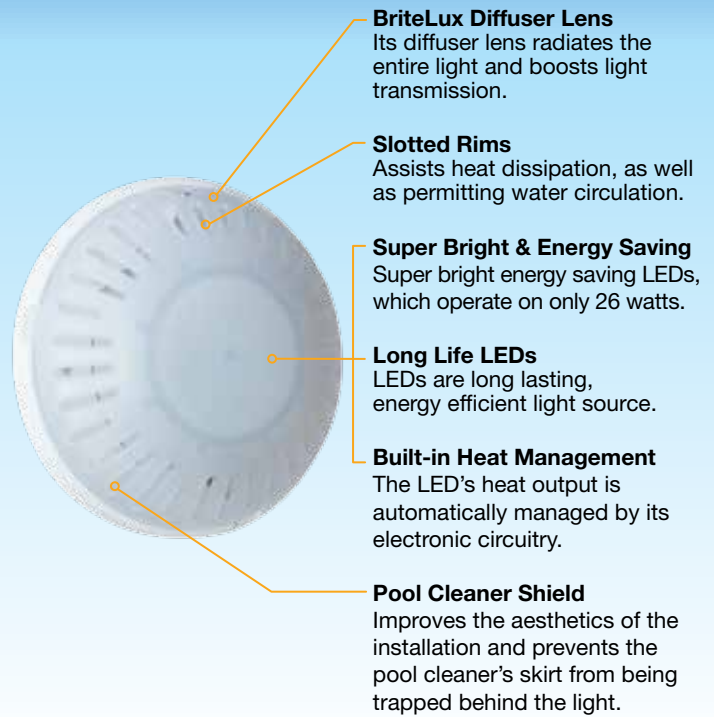 BriteLux Diffuser Lens
Its diffuser lens radiates the
entire light and boosts light
transmission.
Slotted Rims
Assists heat dissipation, as well
as permitting water circulation.
Super Bright & Energy Saving
Super bright energy saving LEDs,
which operate on only 26 watts.
Long Life LEDs
LEDs are long lasting,
energy efficient light source.
Built-in Heat Management
The LED’s heat output is
automatically managed by its
electronic circuitry.
Pool Cleaner Shield
Improves the aesthetics of the
installation and prevents the
pool cleaner’s skirt from being
trapped behind the light.